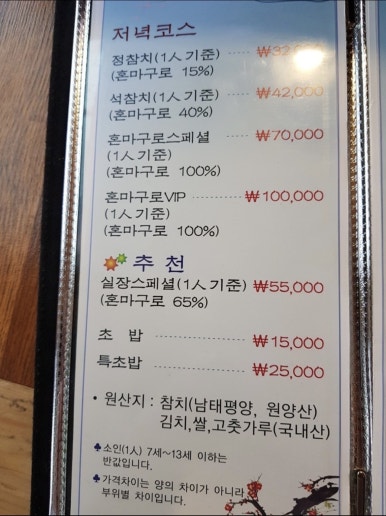 저녁코스
정참치(1人기준) ······ ₩32,000
(혼마구로 15%)
석참치(1人기준) ······ ₩42,000
(혼마구로 40%)
혼마구로스페셜 ······ ₩70,000
(1人기준)
(혼마구로 100%)
혼마구로VIP ······ ₩100,000
(1人기준)
(혼마구로 100%)
추 천
실장스페셜(1人기준) ₩55,000
(혼마구로 65%)
초 밥 ······ ₩15,000
특초밥 ······ ₩25,000
• 원산지 : 참치(남태평양, 원양산)
김치,쌀,고춧가루(국내산)
♣소인(1人) 7세~13세 이하는
반값입니다.
♣가격차이는 양의 차이가 아니라
부위별 차이입니다.